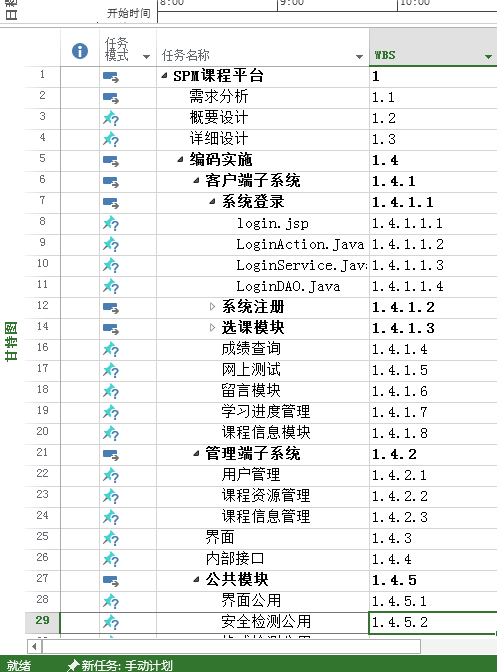 8:00 9:00 10:00
开始时间
任务
模式 任务名称 WBS
1 SPM课程平台 1
2 需求分析 1.1
3 概要设计 1.2
4 详细设计 1.3
5 编码实施 1.4
6 客户端子系统 1.4.1
7 系统登录 1.4.1.1
8 login.jsp 1.4.1.1.1
9 LoginAction.Java 1.4.1.1.2
10 LoginService.Java 1.4.1.1.3
11 LoginDAO.Java 1.4.1.1.4
12 系统注册 1.4.1.2
14 选课模块 1.4.1.3
16 成绩查询 1.4.1.4
17 网上测试 1.4.1.5
18 留言模块 1.4.1.6
19 学习进度管理 1.4.1.7
20 课程信息模块 1.4.1.8
21 管理端子系统 1.4.2
22 用户管理 1.4.2.1
23 课程资源管理 1.4.2.2
24 课程信息管理 1.4.2.3
25 界面 1.4.3
26 内部接口 1.4.4
27 公共模块 1.4.5
28 界面公用 1.4.5.1
29 安全检测公用 1.4.5.2
甘特图
就绪 新任务: 手动计划